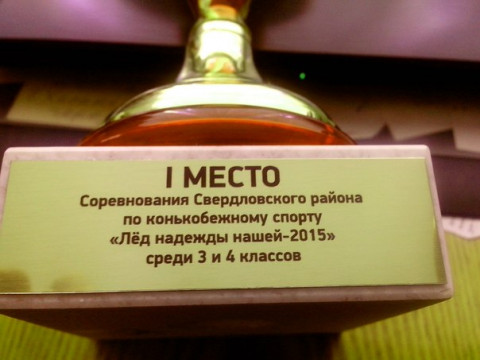 I МЕСТО
Соревнования Свердловского района
по конькобежному спорту
«Лёд надежды нашей-2015»
среди 3 и 4 классов